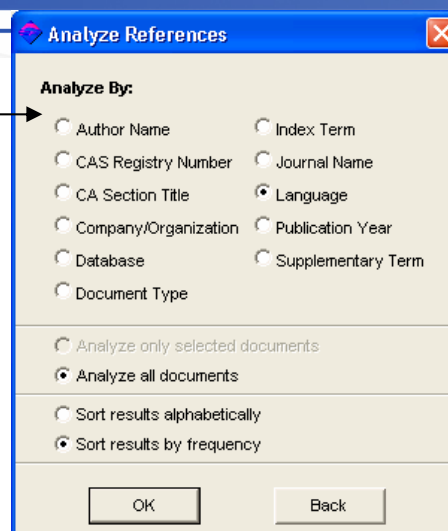 Analyze References
Analyze By:
Author Name
CAS Registry Number
CA Section Title
Company/Organization
Database
Document Type
Index Term
Journal Name
Language
Publication Year
Supplementary Term
Analyze only selected documents
Analyze all documents
Sort results alphabetically
Sort results by frequency
OK
Back